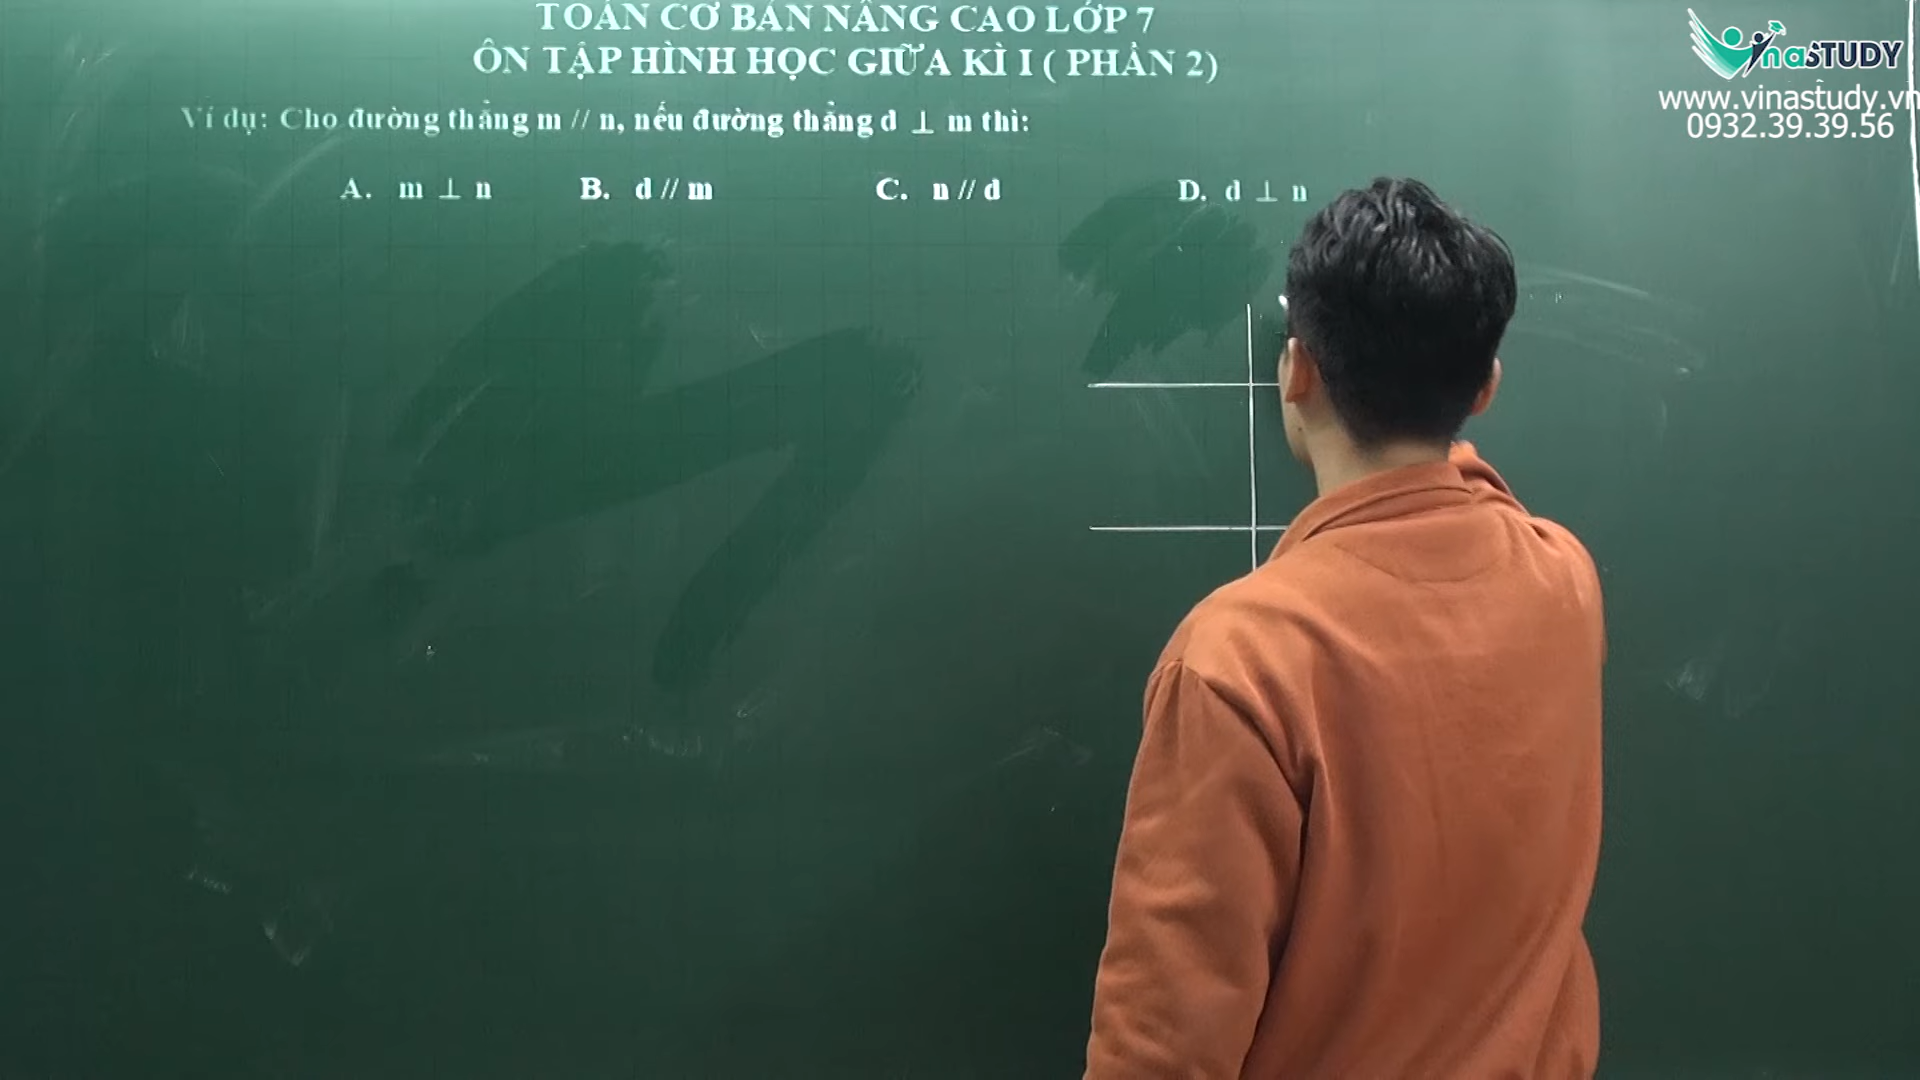 TOÁN CƠ BẢN NÂNG CAO LỚP 7
ÔN TẬP HÌNH HỌC GIỮA KÌ I ( PHẦN 2)
Ví dụ: Cho đường thẳng m // n, nếu đường thẳng d ⊥ m thì:
A. m ⊥ n B. d // m C. n // d D. d ⊥ n
VinaSTUDY
www.vinastudy.vn
0932.39.39.56